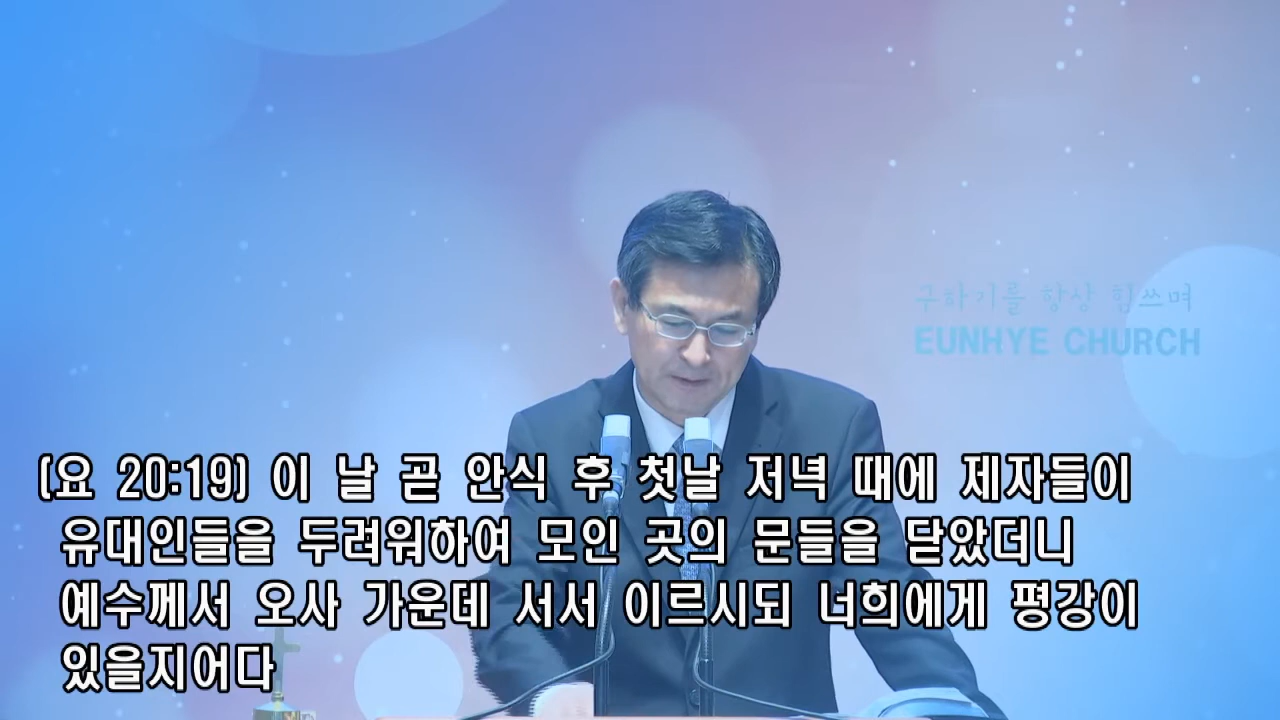 구하기를 항상 힘쓰며
EUNHYE CHURCH
(요 20:19) 이 날 곧 안식 후 첫날 저녁 때에 제자들이
유대인들을 두려워하여 모인 곳의 문들을 닫았더니
예수께서 오사 가운데 서서 이르시되 너희에게 평강이
있을지어다